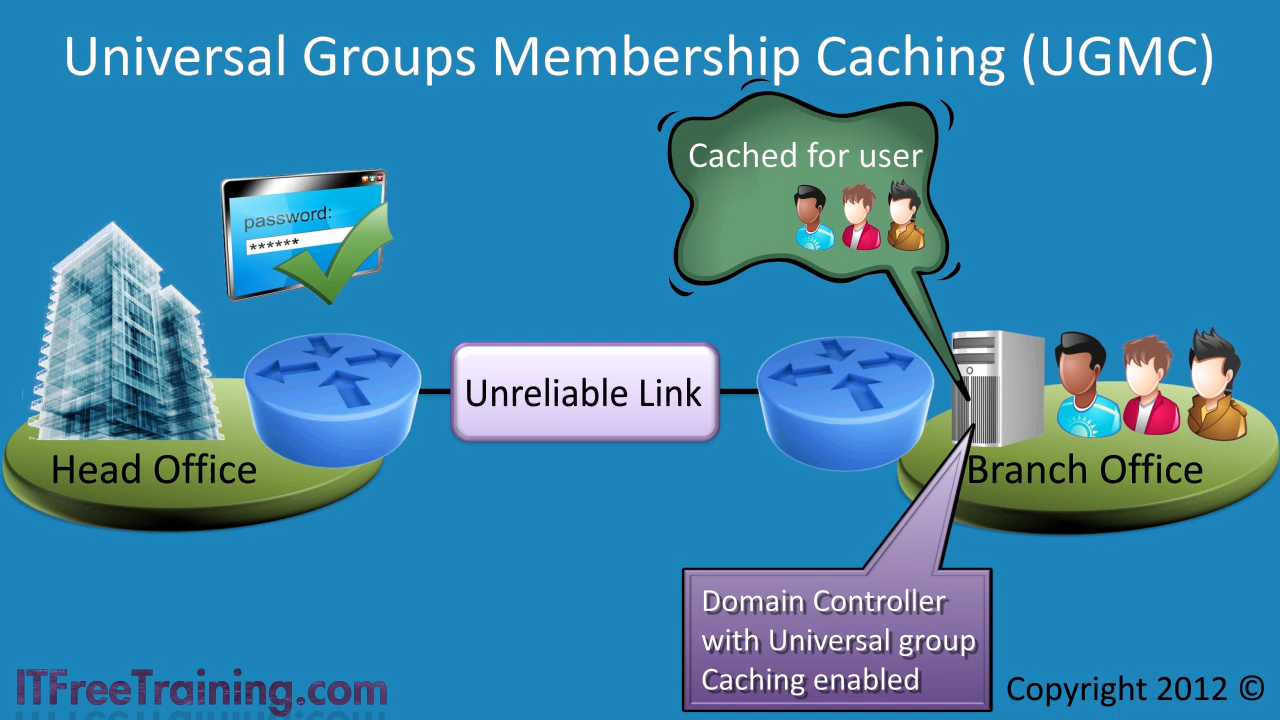 Universal Groups Membership Caching (UGMC)
Cached for user
password:
******
Unreliable Link
Head Office
Branch Office
Domain Controller
with Universal group
Caching enabled
ITFreeTraining.com
Copyright 2012 ©